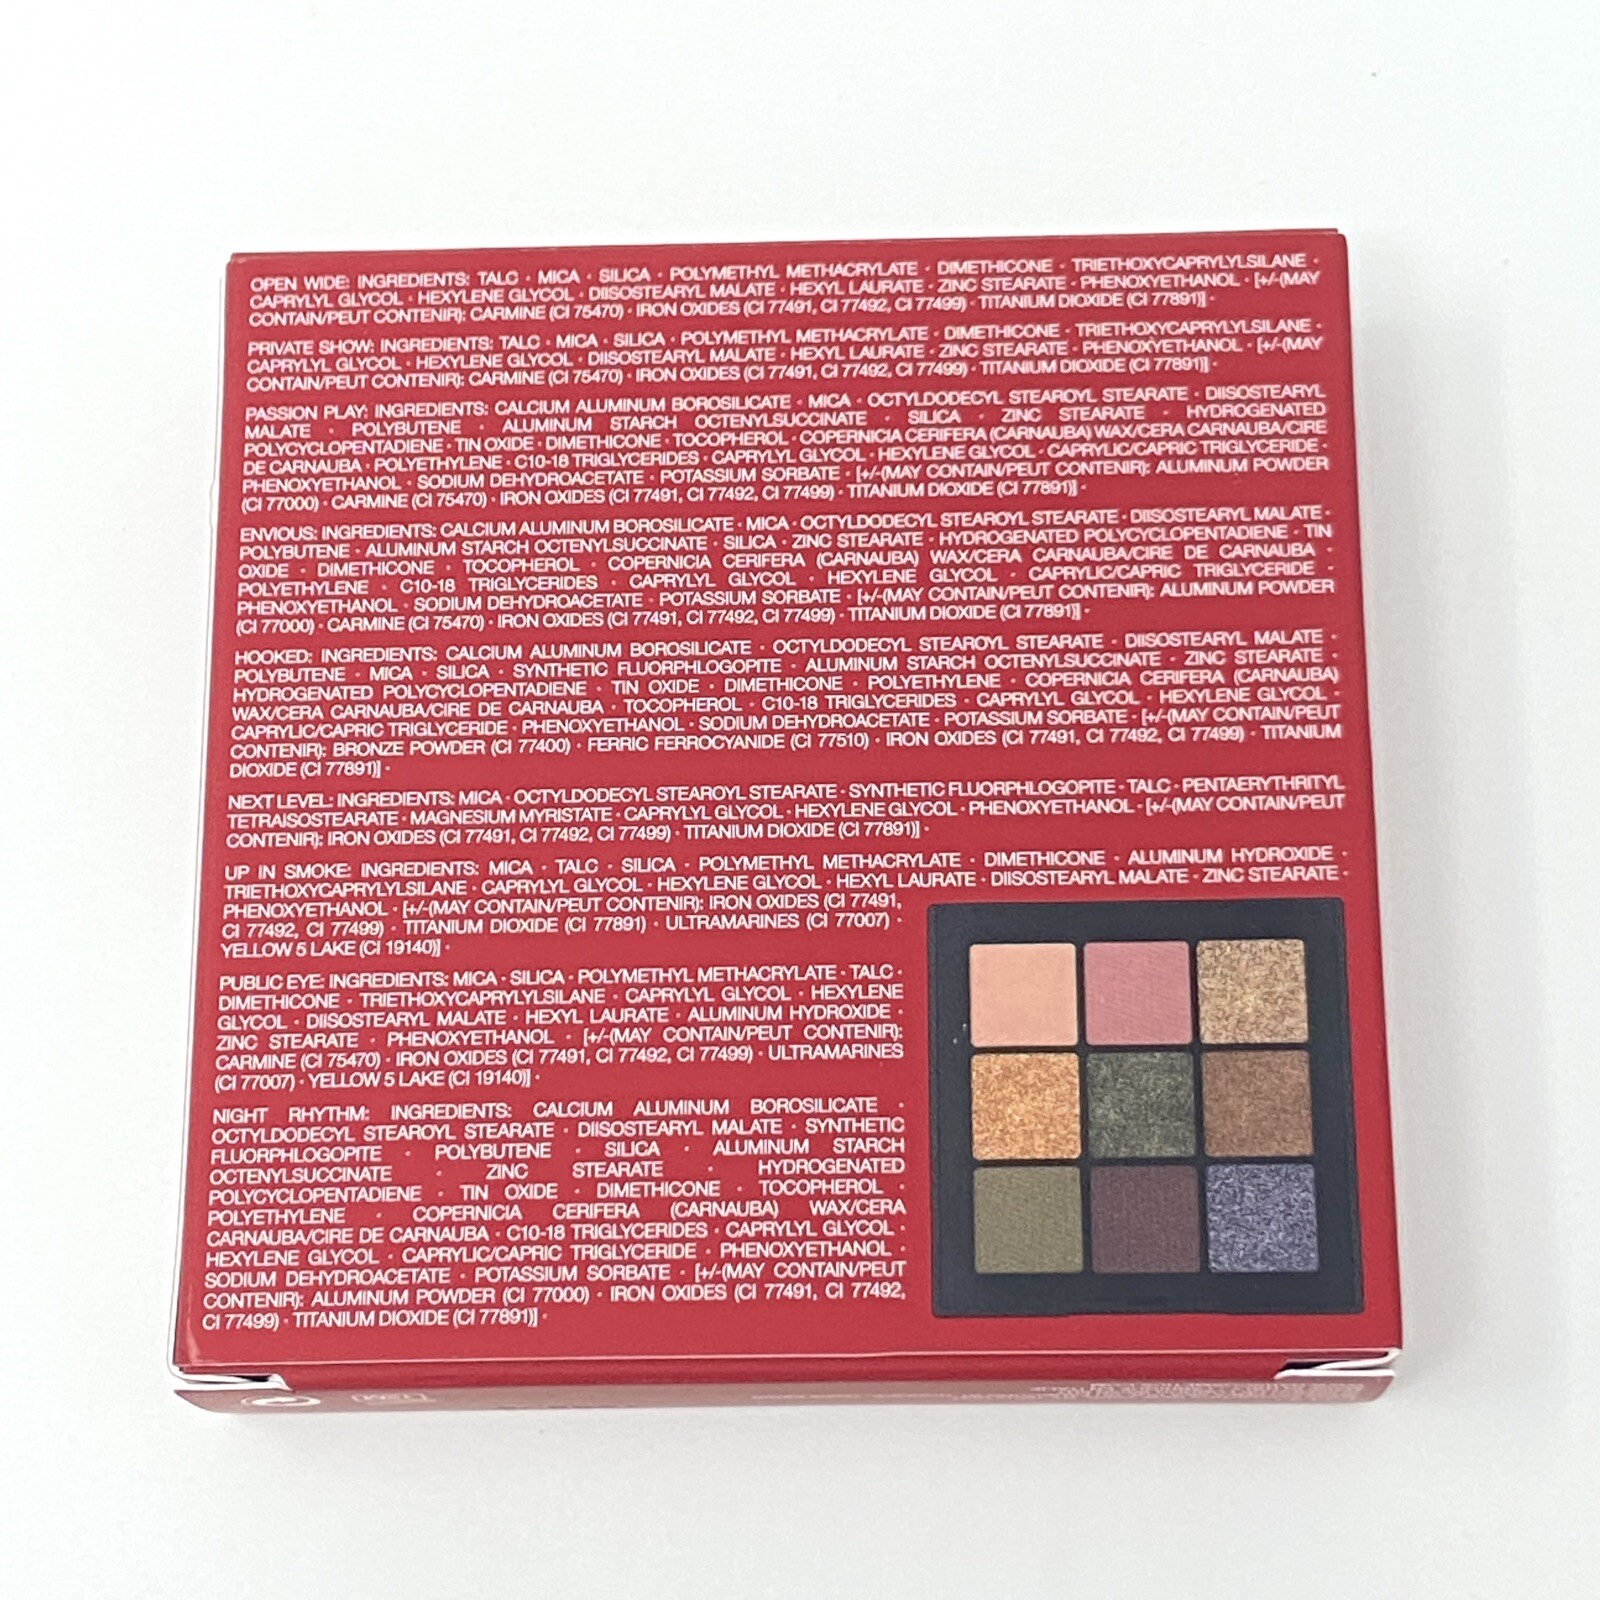 OPEN WIDE: INGREDIENTS: TALC · MICA · SILICA · POLYMETHYL METHACRYLATE · DIMETHICONE · TRIETHOXYCAPRYLYLSILANE ·
CAPRYLYL GLYCOL · HEXYLENE GLYCOL · DIISOSTEARYL MALATE · HEXYL LAURATE · ZINC STEARATE · PHENOXYETHANOL · [+/-(MAY
CONTAIN/PEUT CONTENIR): CARMINE (CI 75470) · IRON OXIDES (CI 77491, CI 77492, CI 77499) · TITANIUM DIOXIDE (CI 77891)] ·
PRIVATE SHOW: INGREDIENTS: TALC · MICA · SILICA · POLYMETHYL METHACRYLATE · DIMETHICONE · TRIETHOXYCAPRYLYLSILANE ·
CAPRYLYL GLYCOL · HEXYLENE GLYCOL · DIISOSTEARYL MALATE · HEXYL LAURATE · ZINC STEARATE · PHENOXYETHANOL · [+/-(MAY
CONTAIN/PEUT CONTENIR): CARMINE (CI 75470) · IRON OXIDES (CI 77491, CI 77492, CI 77499) · TITANIUM DIOXIDE (CI 77891)] ·
PASSION PLAY: INGREDIENTS: CALCIUM ALUMINUM BOROSILICATE · MICA · OCTYLDODECYL STEAROYL STEARATE · DIISOSTEARYL
MALATE · POLYBUTENE · ALUMINUM STARCH OCTENYLSUCCINATE · SILICA · ZINC STEARATE · HYDROGENATED
POLYCYCLOPENTADIENE · TIN OXIDE · DIMETHICONE · TOCOPHEROL · COPERNICIA CERIFERA (CARNAUBA) WAX/CERA CARNAUBA/CIRE
DE CARNAUBA · POLYETHYLENE · C10-18 TRIGLYCERIDES · CAPRYLYL GLYCOL · HEXYLENE GLYCOL · CAPRYLIC/CAPRIC TRIGLYCERIDE ·
PHENOXYETHANOL · SODIUM DEHYDROACETATE · POTASSIUM SORBATE · [+/-(MAY CONTAIN/PEUT CONTENIR): ALUMINUM POWDER
(CI 77000) · CARMINE (CI 75470) · IRON OXIDES (CI 77491, CI 77492, CI 77499) · TITANIUM DIOXIDE (CI 77891)] ·
ENVIOUS: INGREDIENTS: CALCIUM ALUMINUM BOROSILICATE · MICA · OCTYLDODECYL STEAROYL STEARATE · DIISOSTEARYL MALATE ·
POLYBUTENE · ALUMINUM STARCH OCTENYLSUCCINATE · SILICA · ZINC STEARATE · HYDROGENATED POLYCYCLOPENTADIENE · TIN
OXIDE · DIMETHICONE · TOCOPHEROL · COPERNICIA CERIFERA (CARNAUBA) WAX/CERA CARNAUBA/CIRE DE CARNAUBA ·
POLYETHYLENE · C10-18 TRIGLYCERIDES · CAPRYLYL GLYCOL · HEXYLENE GLYCOL · CAPRYLIC/CAPRIC TRIGLYCERIDE ·
PHENOXYETHANOL · SODIUM DEHYDROACETATE · POTASSIUM SORBATE · [+/-(MAY CONTAIN/PEUT CONTENIR): ALUMINUM POWDER
(CI 77000) · CARMINE (CI 75470) · IRON OXIDES (CI 77491, CI 77492, CI 77499) · TITANIUM DIOXIDE (CI 77891)] ·
HOOKED: INGREDIENTS: CALCIUM ALUMINUM BOROSILICATE · OCTYLDODECYL STEAROYL STEARATE · DIISOSTEARYL MALATE ·
POLYBUTENE · MICA · SILICA · SYNTHETIC FLUORPHLOGOPITE · ALUMINUM STARCH OCTENYLSUCCINATE · ZINC STEARATE ·
HYDROGENATED POLYCYCLOPENTADIENE · TIN OXIDE · DIMETHICONE · POLYETHYLENE · COPERNICIA CERIFERA (CARNAUBA)
WAX/CERA CARNAUBA/CIRE DE CARNAUBA · TOCOPHEROL · C10-18 TRIGLYCERIDES · CAPRYLYL GLYCOL · HEXYLENE GLYCOL ·
CAPRYLIC/CAPRIC TRIGLYCERIDE · PHENOXYETHANOL · SODIUM DEHYDROACETATE · POTASSIUM SORBATE · [+/-(MAY CONTAIN/PEUT
CONTENIR): BRONZE POWDER (CI 77400) · FERRIC FERROCYANIDE (CI 77510) · IRON OXIDES (CI 77491, CI 77492, CI 77499) · TITANIUM
DIOXIDE (CI 77891)] ·
NEXT LEVEL: INGREDIENTS: MICA · OCTYLDODECYL STEAROYL STEARATE · SYNTHETIC FLUORPHLOGOPITE · TALC · PENTAERYTHRITYL
TETRAISOSTEARATE · MAGNESIUM MYRISTATE · CAPRYLYL GLYCOL · HEXYLENE GLYCOL · PHENOXYETHANOL · [+/-(MAY CONTAIN/PEUT
CONTENIR): IRON OXIDES (CI 77491, CI 77492, CI 77499) · TITANIUM DIOXIDE (CI 77891)] ·
UP IN SMOKE: INGREDIENTS: MICA · TALC · SILICA · POLYMETHYL METHACRYLATE · DIMETHICONE · ALUMINUM HYDROXIDE ·
TRIETHOXYCAPRYLYLSILANE · CAPRYLYL GLYCOL · HEXYLENE GLYCOL · HEXYL LAURATE · DIISOSTEARYL MALATE · ZINC STEARATE ·
PHENOXYETHANOL · [+/-(MAY CONTAIN/PEUT CONTENIR): IRON OXIDES (CI 77491,
CI 77492, CI 77499) · TITANIUM DIOXIDE (CI 77891) · ULTRAMARINES (CI 77007) ·
YELLOW 5 LAKE (CI 19140)] ·
PUBLIC EYE: INGREDIENTS: MICA · SILICA · POLYMETHYL METHACRYLATE · TALC ·
DIMETHICONE · TRIETHOXYCAPRYLYLSILANE · CAPRYLYL GLYCOL · HEXYLENE
GLYCOL · DIISOSTEARYL MALATE · HEXYL LAURATE · ALUMINUM HYDROXIDE ·
ZINC STEARATE · PHENOXYETHANOL · [+/-(MAY CONTAIN/PEUT CONTENIR):
CARMINE (CI 75470) · IRON OXIDES (CI 77491, CI 77492, CI 77499) · ULTRAMARINES
(CI 77007) · YELLOW 5 LAKE (CI 19140)] ·
NIGHT RHYTHM: INGREDIENTS: CALCIUM ALUMINUM BOROSILICATE ·
OCTYLDODECYL STEAROYL STEARATE · DIISOSTEARYL MALATE · SYNTHETIC
FLUORPHLOGOPITE · POLYBUTENE · SILICA · ALUMINUM STARCH
OCTENYLSUCCINATE · ZINC STEARATE · HYDROGENATED
POLYCYCLOPENTADIENE · TIN OXIDE · DIMETHICONE · TOCOPHEROL ·
POLYETHYLENE · COPERNICIA CERIFERA (CARNAUBA) WAX/CERA
CARNAUBA/CIRE DE CARNAUBA · C10-18 TRIGLYCERIDES · CAPRYLYL GLYCOL ·
HEXYLENE GLYCOL · CAPRYLIC/CAPRIC TRIGLYCERIDE · PHENOXYETHANOL ·
SODIUM DEHYDROACETATE · POTASSIUM SORBATE · [+/-(MAY CONTAIN/PEUT
CONTENIR): ALUMINUM POWDER (CI 77000) · IRON OXIDES (CI 77491, CI 77492,
CI 77499) · TITANIUM DIOXIDE (CI 77891)] ·